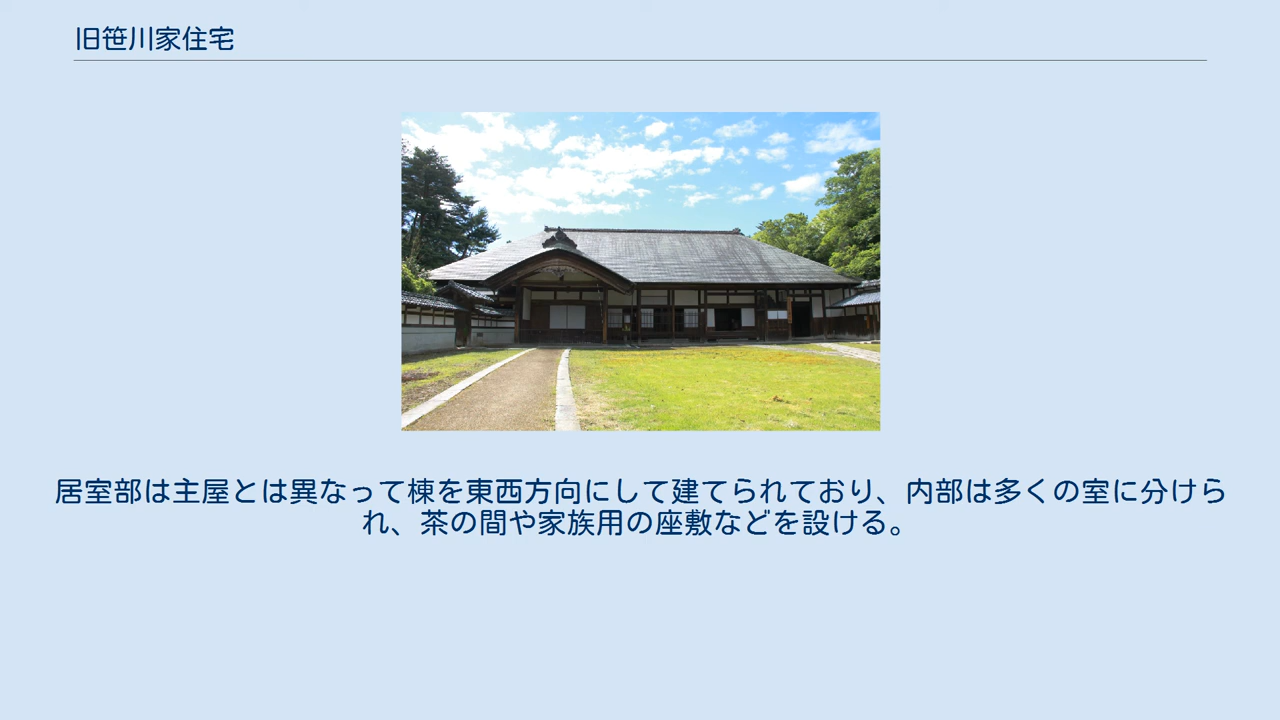 旧笹川家住宅
居室部は主屋とは異なって棟を東西方向にして建てられており、内部は多くの室に分けら
れ、茶の間や家族用の座敷などを設ける。